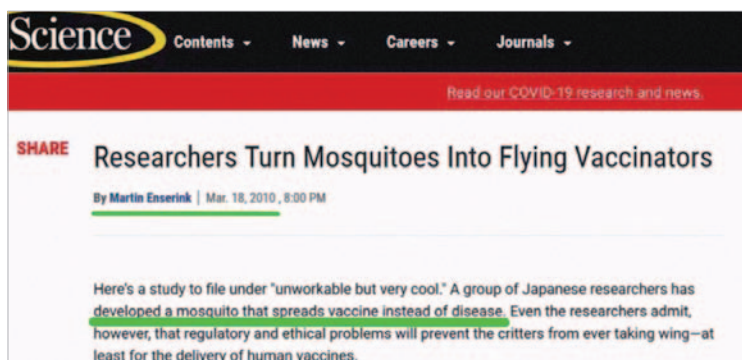 Science
Contents News Careers Journals
Read our COVID-19 research and news.
SHARE
Researchers Turn Mosquitoes Into Flying Vaccinators
By Martin Enserink | Mar. 18, 2010 , 8:00 PM
Here's a study to file under "unworkable but very cool." A group of Japanese researchers has
developed a mosquito that spreads vaccine instead of disease. Even the researchers admit,
however, that regulatory and ethical problems will prevent the critters from ever taking wing—at
least for the delivery of human vaccines.